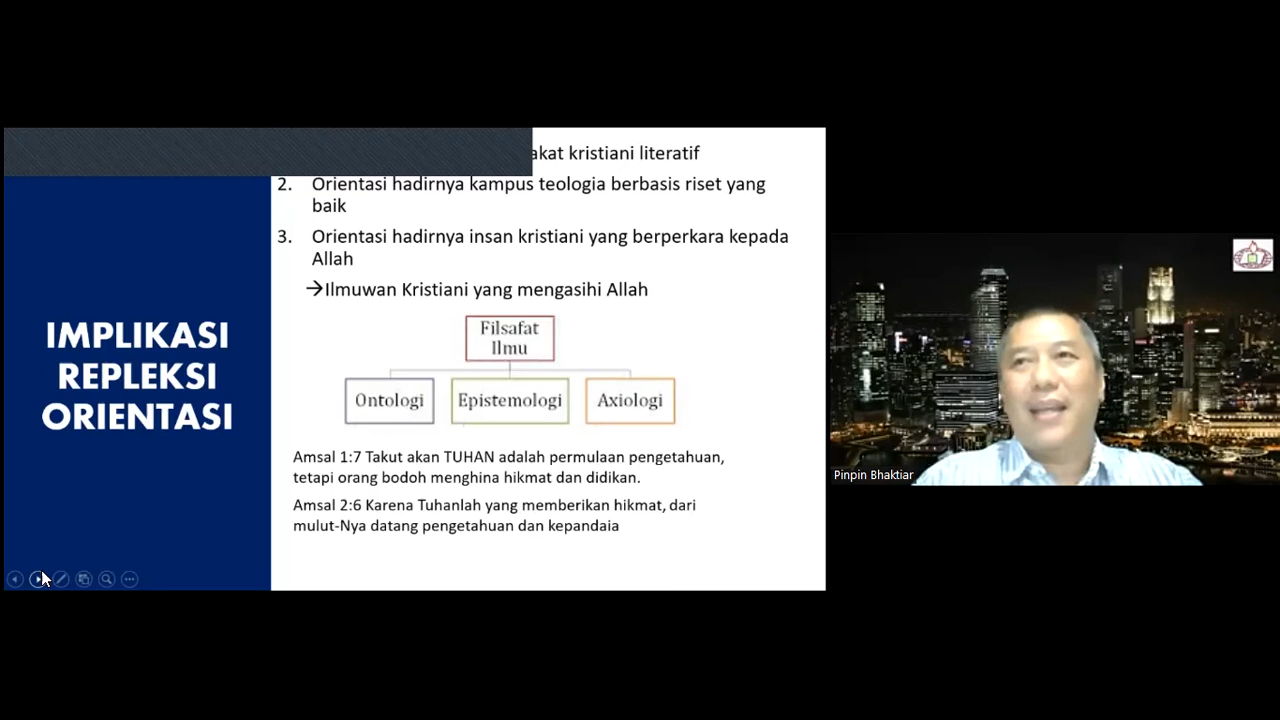 akat kristiani literatif
2. Orientasi hadirnya kampus teologia berbasis riset yang
baik
3. Orientasi hadirnya insan kristiani yang berperkara kepada
Allah
→Ilmuwan Kristiani yang mengasihi Allah
IMPLIKASI
REPLEKSI
ORIENTASI
Filsafat
Ilmu
Ontologi
Epistemologi
Axiologi
Amsal 1:7 Takut akan TUHAN adalah permulaan pengetahuan,
tetapi orang bodoh menghina hikmat dan didikan.
Amsal 2:6 Karena Tuhanlah yang memberikan hikmat, dari
mulut-Nya datang pengetahuan dan kepandaia
Pinpin Bhaktiar